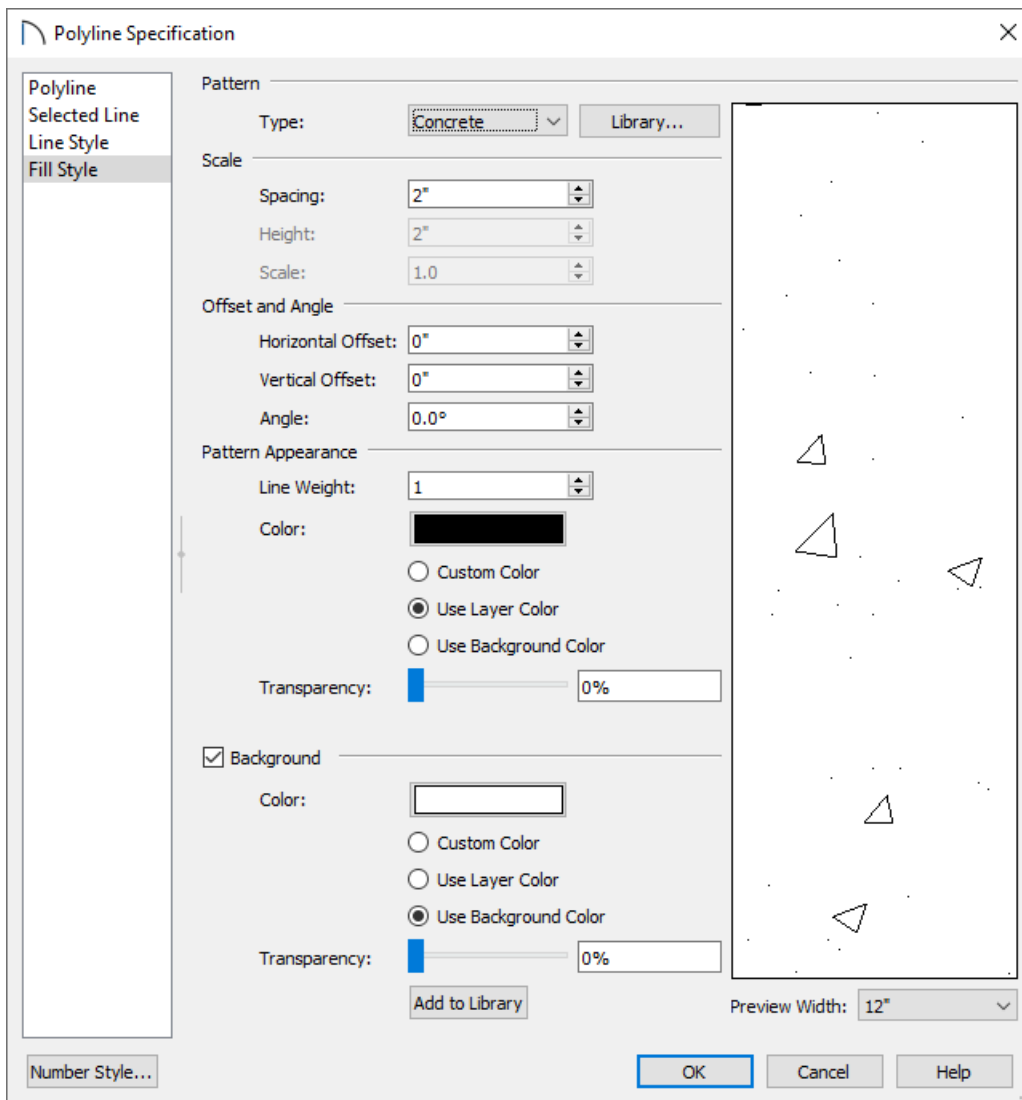 Polyline Specification
Polyline
Selected Line
Line Style
Fill Style
Pattern
Type: Concrete Library...
Scale
Spacing: 2"
Height: 2"
Scale: 1.0
Offset and Angle
Horizontal Offset: 0"
Vertical Offset: 0"
Angle: 0.0°
Pattern Appearance
Line Weight: 1
Color:
Custom Color
Use Layer Color
Use Background Color
Transparency: 0%
Background
Color:
Custom Color
Use Layer Color
Use Background Color
Transparency: 0%
Add to Library
Preview Width: 12"
Number Style... OK Cancel Help